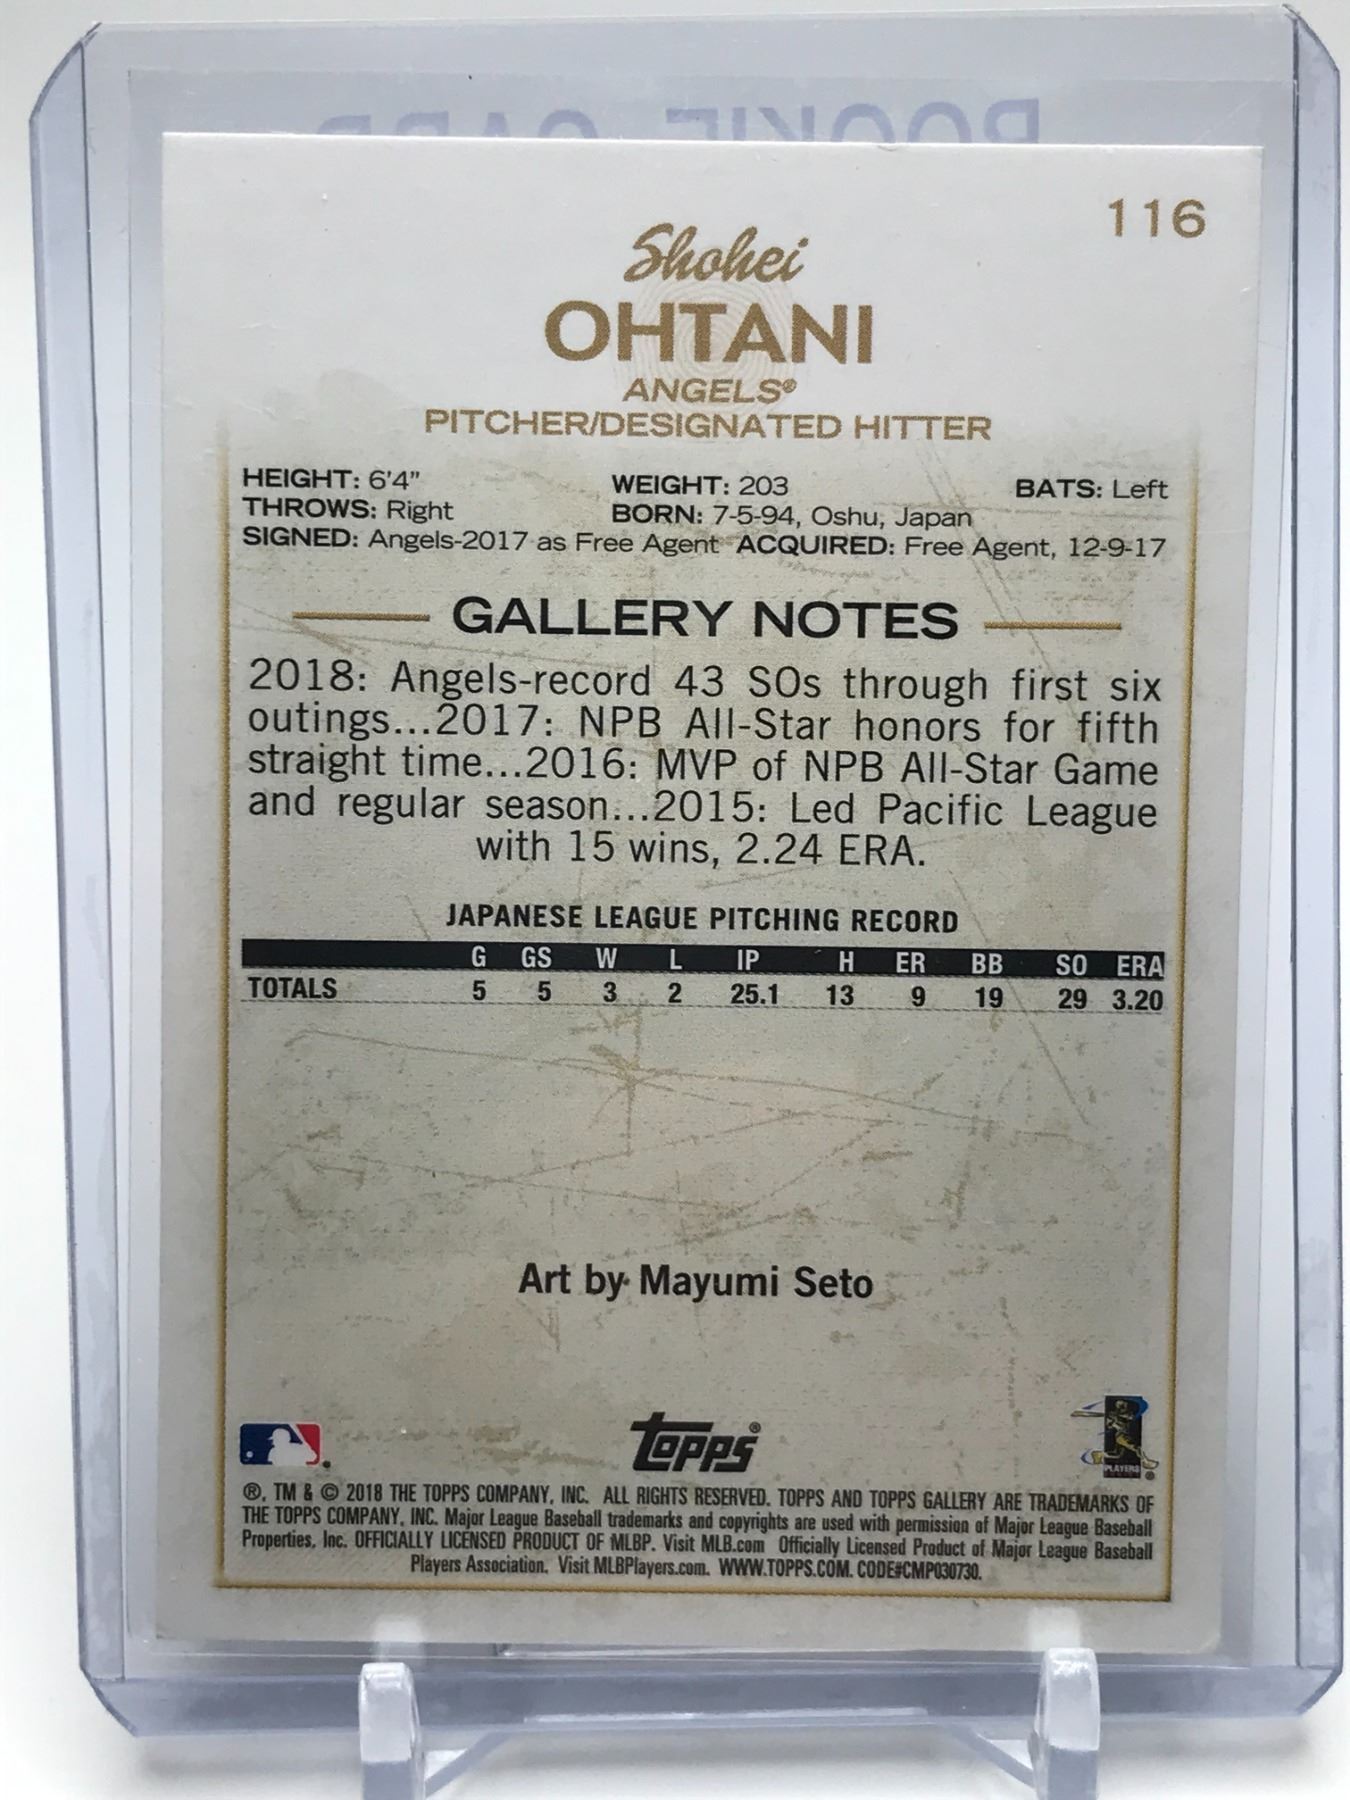 ROOKIE CARD
116
Shohei
OHTANI
ANGELS®
PITCHER/DESIGNATED HITTER
HEIGHT: 6'4" WEIGHT: 203 BATS: Left
THROWS: Right BORN: 7-5-94, Oshu, Japan
SIGNED: Angels-2017 as Free Agent ACQUIRED: Free Agent, 12-9-17
GALLERY NOTES
2018: Angels-record 43 SOs through first six
outings...2017: NPB All-Star honors for fifth
straight time...2016: MVP of NPB All-Star Game
and regular season...2015: Led Pacific League
with 15 wins, 2.24 ERA.
JAPANESE LEAGUE PITCHING RECORD
G GS W L IP H ER BB SO ERA
TOTALS 5 5 3 2 25.1 13 9 19 29 3.20
Art by Mayumi Seto
topps®
PLAYERS
®, TM & © 2018 THE TOPPS COMPANY, INC. ALL RIGHTS RESERVED. TOPPS AND TOPPS GALLERY ARE TRADEMARKS OF
THE TOPPS COMPANY, INC. Major League Baseball trademarks and copyrights are used with permission of Major League Baseball
Properties, Inc. OFFICIALLY LICENSED PRODUCT OF MLBP. Visit MLB.com Officially Licensed Product of Major League Baseball
Players Association. Visit MLBPlayers.com. WWW.TOPPS.COM. CODE#CMP030730.